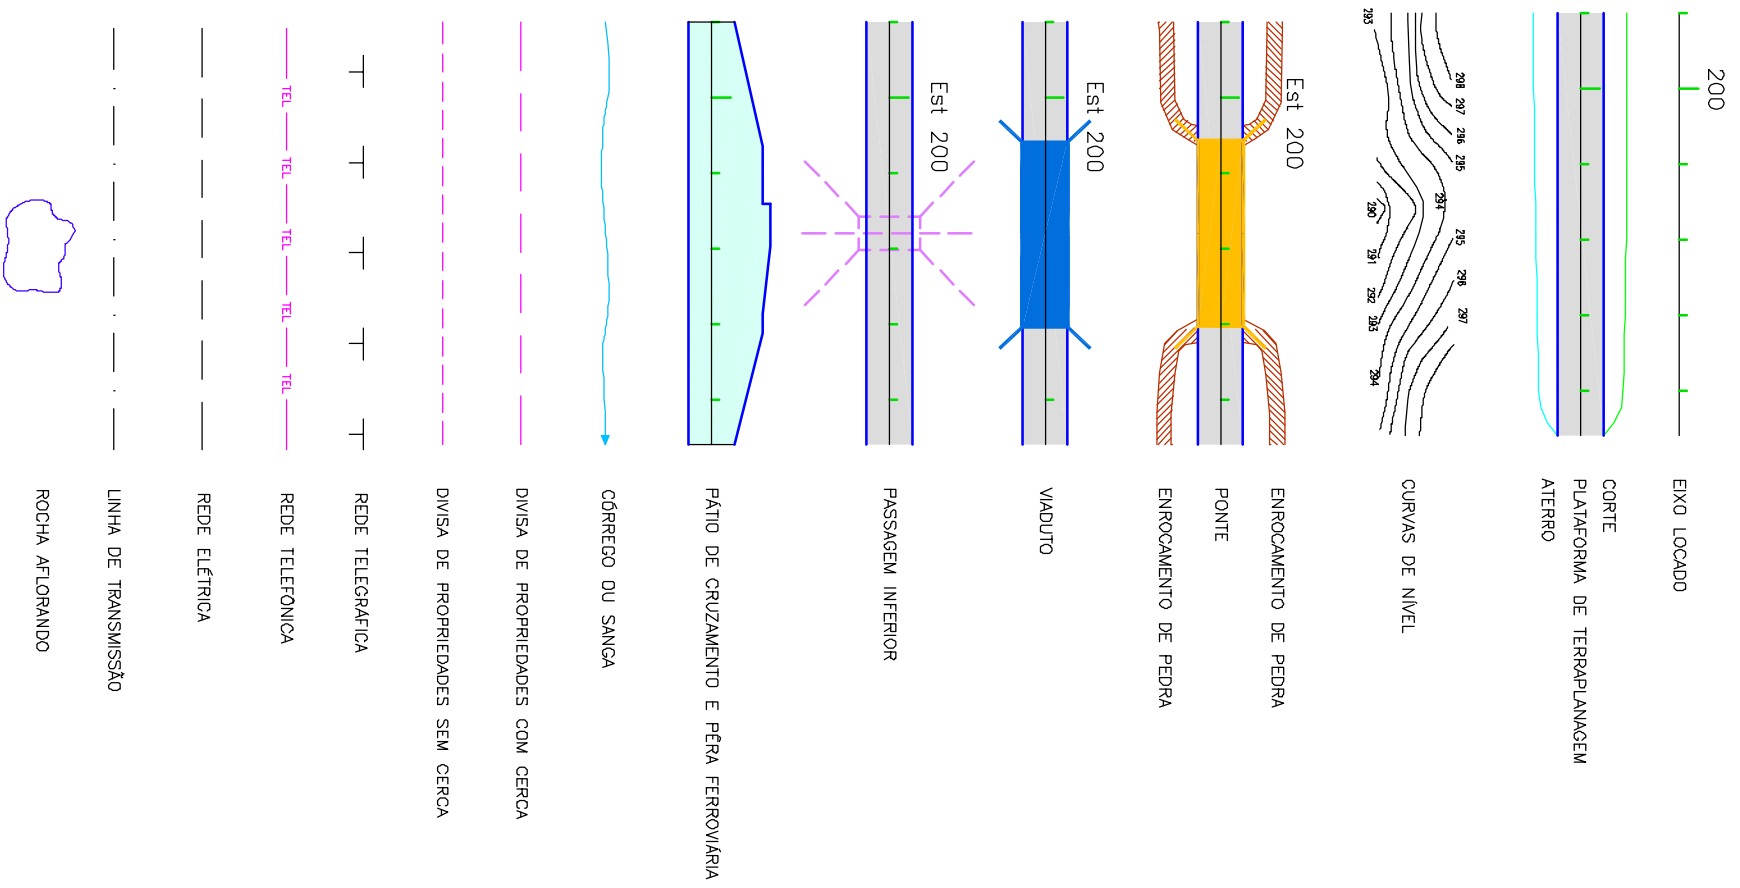 200
EIXO LOCADO
CORTE
PLATAFORMA DE TERRAPLANAGEM
ATERRO
293
298
297
296
295
294
290
295
291
296
292
297
293
294
CURVAS DE NÍVEL
Est 200
ENROCAMENTO DE PEDRA
PONTE
ENROCAMENTO DE PEDRA
Est 200
VIADUTO
Est 200
PASSAGEM INFERIOR
PÁTIO DE CRUZAMENTO E PÊRA FERROVIÁRIA
CÓRREGO OU SANGA
DIVISA DE PROPRIEDADES COM CERCA
DIVISA DE PROPRIEDADES SEM CERCA
REDE TELEGRÁFICA
TEL TEL TEL TEL TEL
REDE TELEFÔNICA
REDE ELÉTRICA
LINHA DE TRANSMISSÃO
ROCHA AFLORANDO